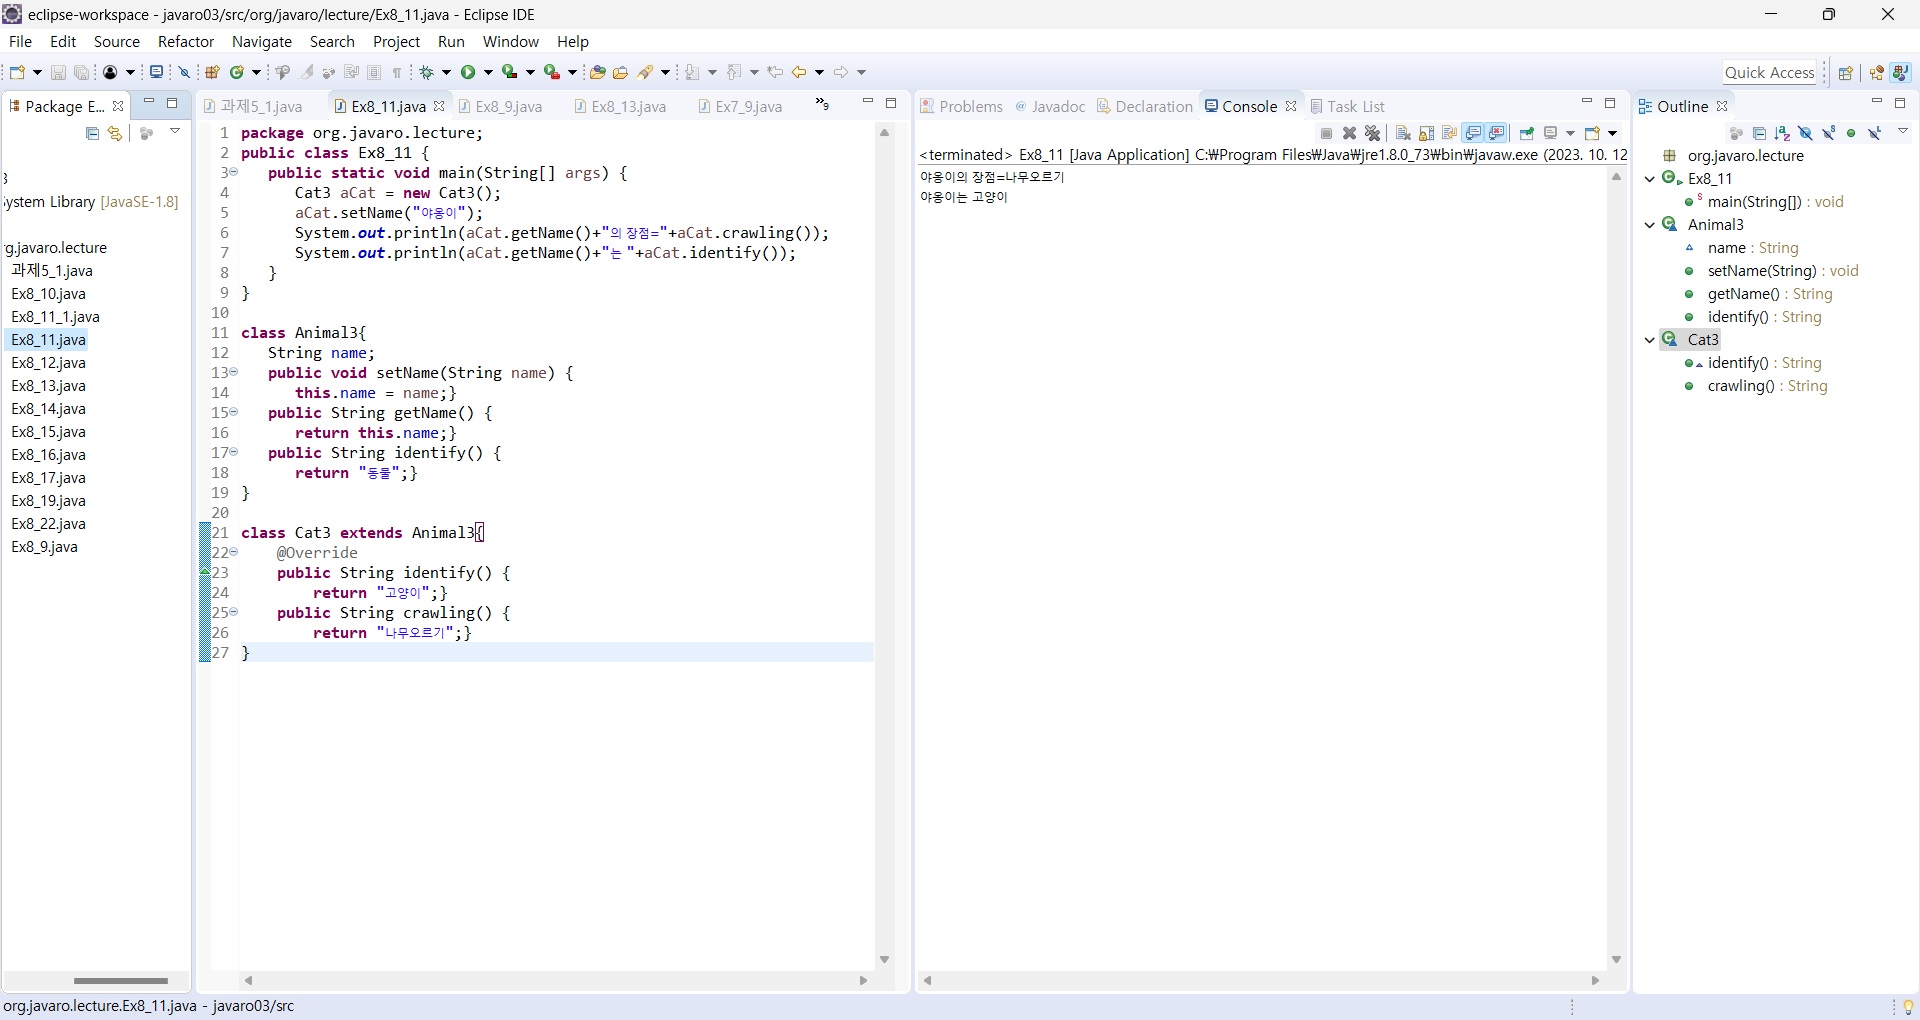 eclipse-workspace - javaro03/src/org/javaro/lecture/Ex8_11.java - Eclipse IDE
File Edit Source Refactor Navigate Search Project Run Window Help
Quick Access
Package E...
3
ystem Library [JavaSE-1.8]
g.javaro.lecture
과제5_1.java
Ex8_10.java
Ex8_11_1.java
Ex8_11.java
Ex8_12.java
Ex8_13.java
Ex8_14.java
Ex8_15.java
Ex8_16.java
Ex8_17.java
Ex8_19.java
Ex8_22.java
Ex8_9.java
과제5_1.java Ex8_11.java Ex8_9.java Ex8_13.java Ex7_9.java »9
1 package org.javaro.lecture;
2 public class Ex8_11 {
3 public static void main(String[] args) {
4 Cat3 aCat = new Cat3();
5 aCat.setName("야옹이");
6 System.out.println(aCat.getName()+"의 장점="+aCat.crawling());
7 System.out.println(aCat.getName()+"는 "+aCat.identify());
8 }
9 }
10
11 class Animal3{
12 String name;
13 public void setName(String name) {
14 this.name = name;}
15 public String getName() {
16 return this.name;}
17 public String identify() {
18 return "동물";}
19 }
20
21 class Cat3 extends Animal3{
22 @Override
23 public String identify() {
24 return "고양이";}
25 public String crawling() {
26 return "나무오르기";}
27 }
Problems Javadoc Declaration Console Task List
<terminated> Ex8_11 [Java Application] C:₩Program Files₩Java₩jre1.8.0_73₩bin₩javaw.exe (2023. 10. 12
야옹이의 장점=나무오르기
야옹이는 고양이
Outline
org.javaro.lecture
Ex8_11
main(String[]) : void
Animal3
name : String
setName(String) : void
getName() : String
identify() : String
Cat3
identify() : String
crawling() : String
org.javaro.lecture.Ex8_11.java - javaro03/src